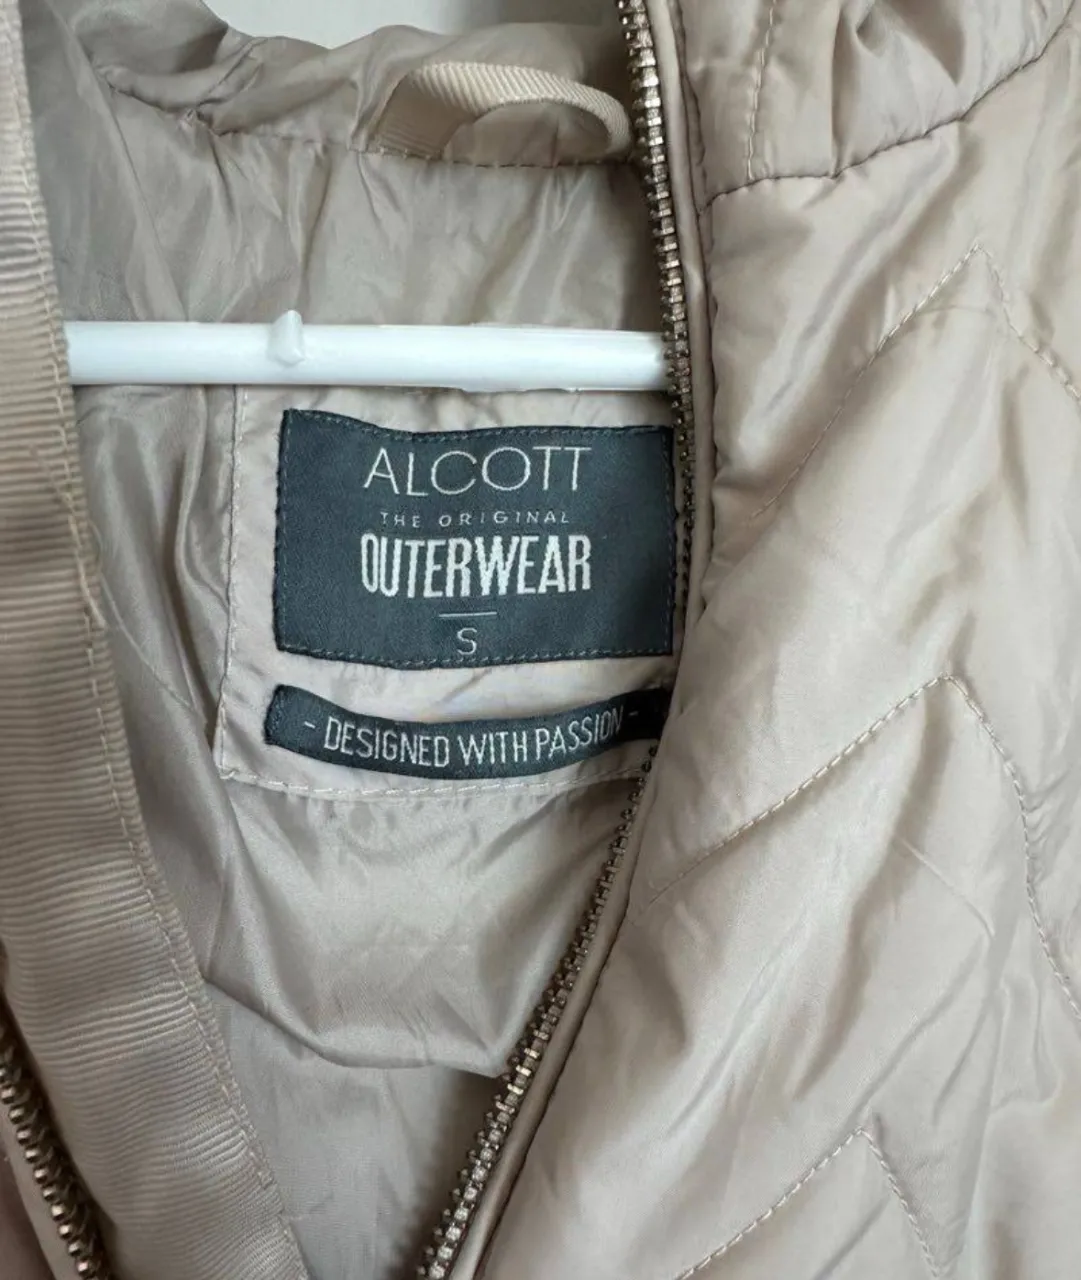 ALCOTT
THE ORIGINAL
OUTERWEAR
S
- DESIGNED WITH PASSION -